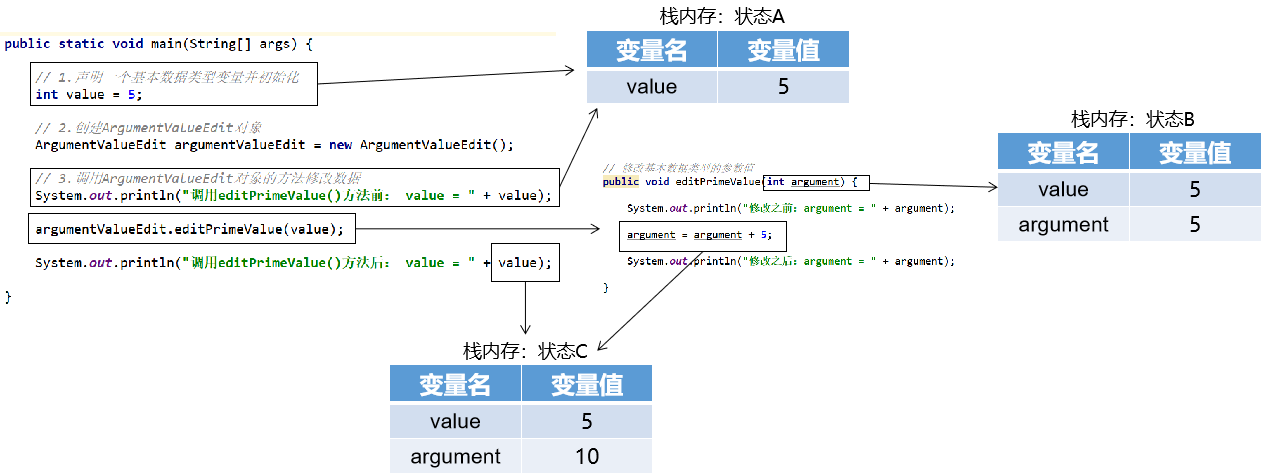 栈内存：状态A
变量名 变量值
value 5
public static void main(String[] args) {
// 1.声明一个基本数据类型变量并初始化
int value = 5;
// 2.创建ArgumentValueEdit对象
ArgumentValueEdit argumentValueEdit = new ArgumentValueEdit();
// 3.调用ArgumentValueEdit对象的方法修改数据
System.out.println("调用editPrimeValue()方法前： value = " + value);
argumentValueEdit.editPrimeValue(value);
System.out.println("调用editPrimeValue()方法后： value = " + value);
}
// 修改基本数据类型的参数值
public void editPrimeValue(int argument) {
System.out.println("修改之前：argument = " + argument);
argument = argument + 5;
System.out.println("修改之后：argument = " + argument);
}
栈内存：状态B
变量名 变量值
value 5
argument 5
栈内存：状态C
变量名 变量值
value 5
argument 10